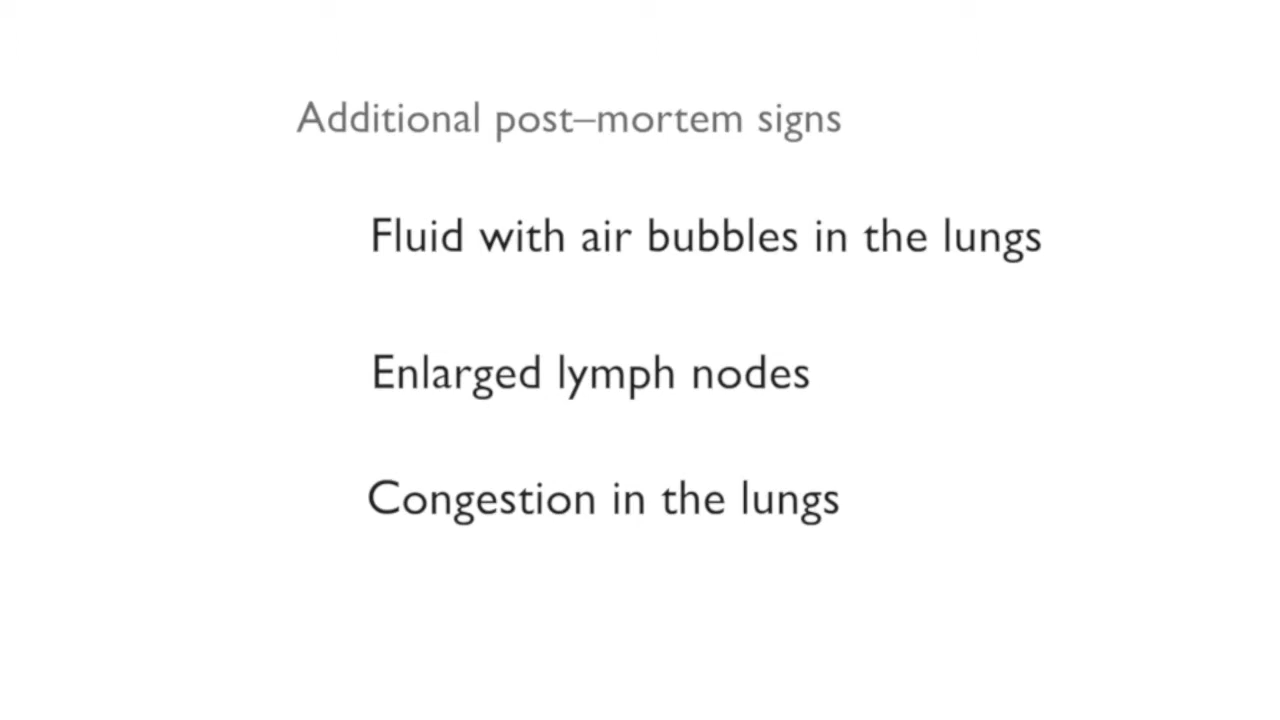 Additional post–mortem signs
Fluid with air bubbles in the lungs
Enlarged lymph nodes
Congestion in the lungs